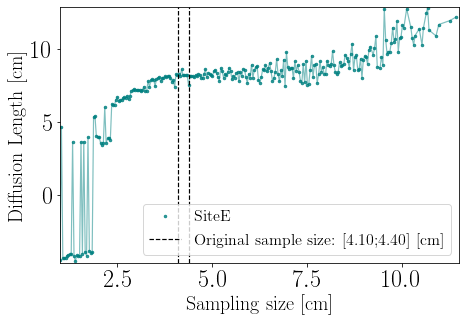 Diffusion Length [cm]
10
5
0
SiteE
Original sample size: [4.10;4.40] [cm]
2.5 5.0 7.5 10.0
Sampling size [cm]